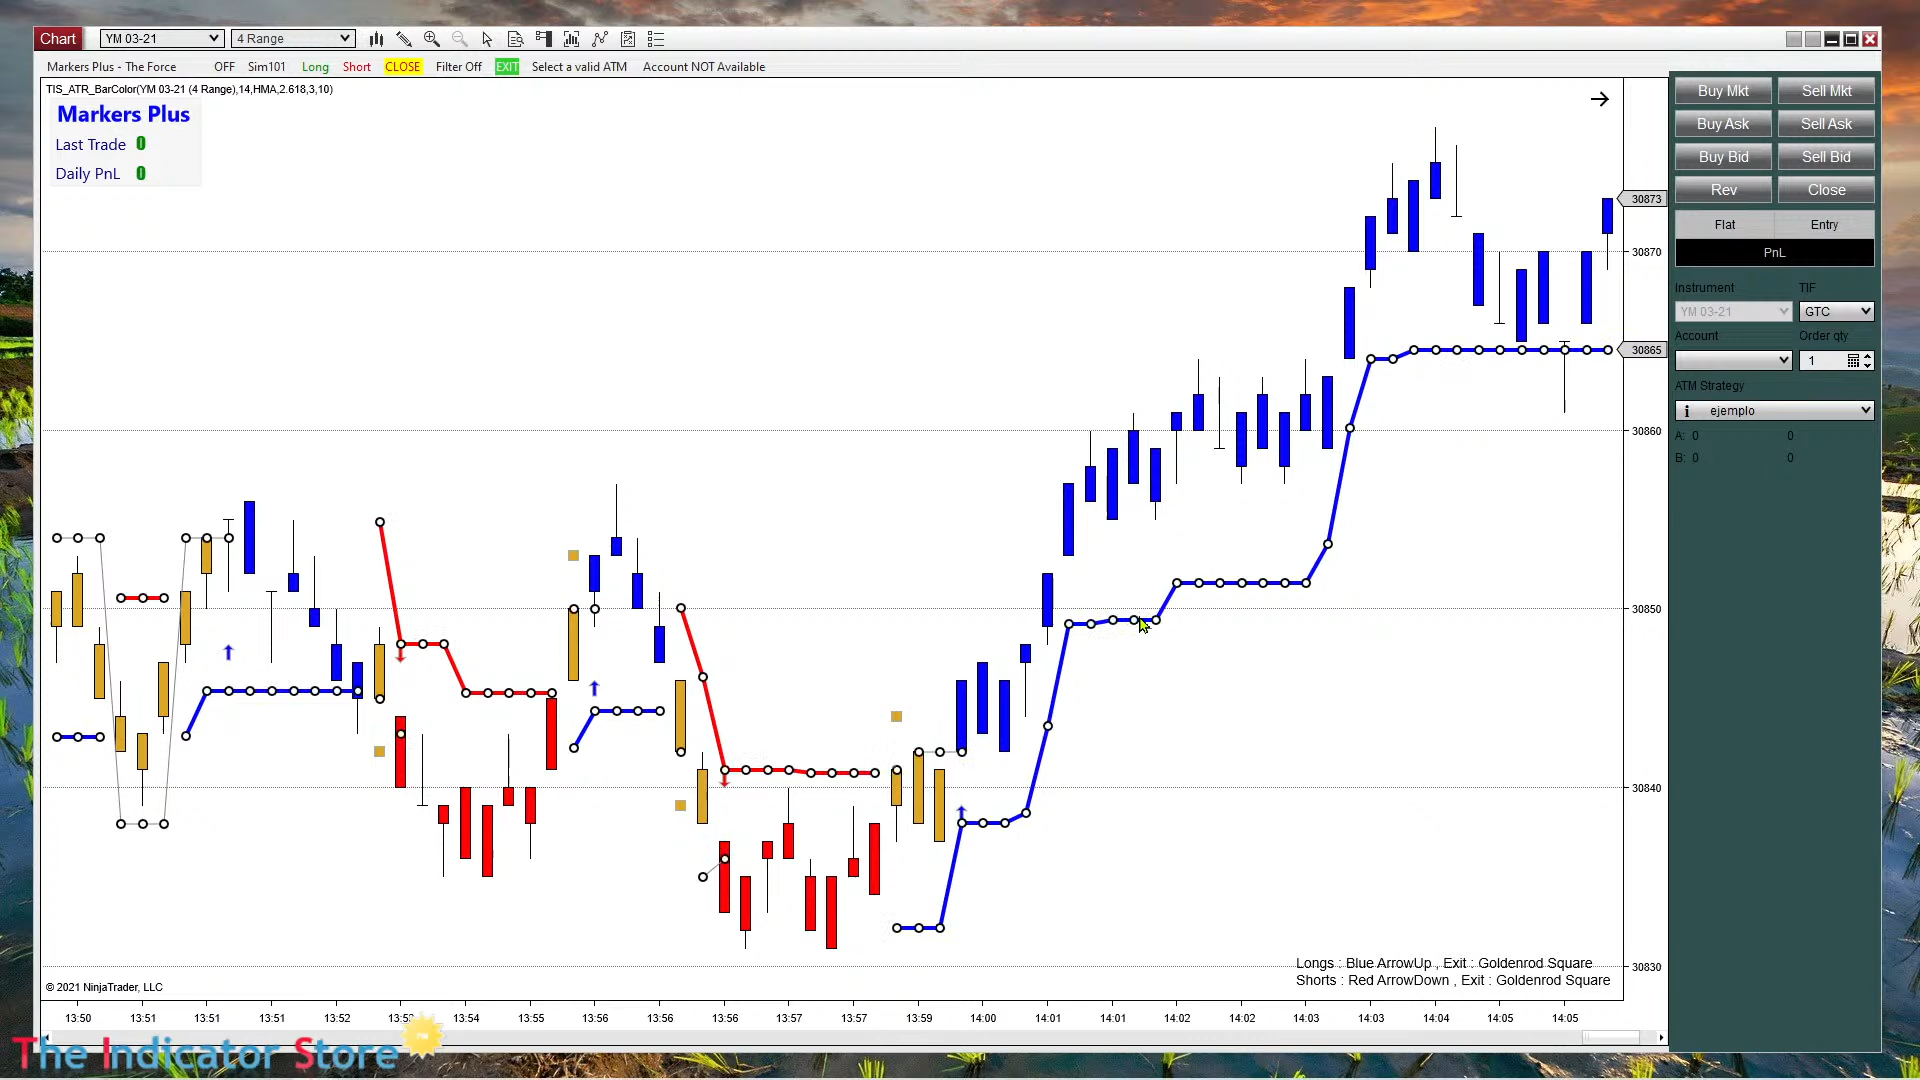 Chart YM 03-21 4 Range
Markers Plus - The Force OFF Sim101 Long Short CLOSE Filter Off EXIT Select a valid ATM Account NOT Available
TIS_ATR_BarColor(YM 03-21 (4 Range),14,HMA,2.618,3,10)
Markers Plus
Last Trade 0
Daily PnL 0
30873
30870
30865
30860
30850
30840
30830
Buy Mkt Sell Mkt
Buy Ask Sell Ask
Buy Bid Sell Bid
Rev Close
Flat Entry
PnL
Instrument TIF
YM 03-21 GTC
Account Order qty
1
ATM Strategy
i ejemplo
A: 0 0
B: 0 0
Longs : Blue ArrowUp , Exit : Goldenrod Square
Shorts : Red ArrowDown , Exit : Goldenrod Square
© 2021 NinjaTrader, LLC
13:50 13:51 13:51 13:51 13:52 13:53 13:54 13:55 13:56 13:56 13:56 13:57 13:57 13:59 14:00 14:01 14:01 14:02 14:02 14:03 14:03 14:04 14:05 14:05
The Indicator Store